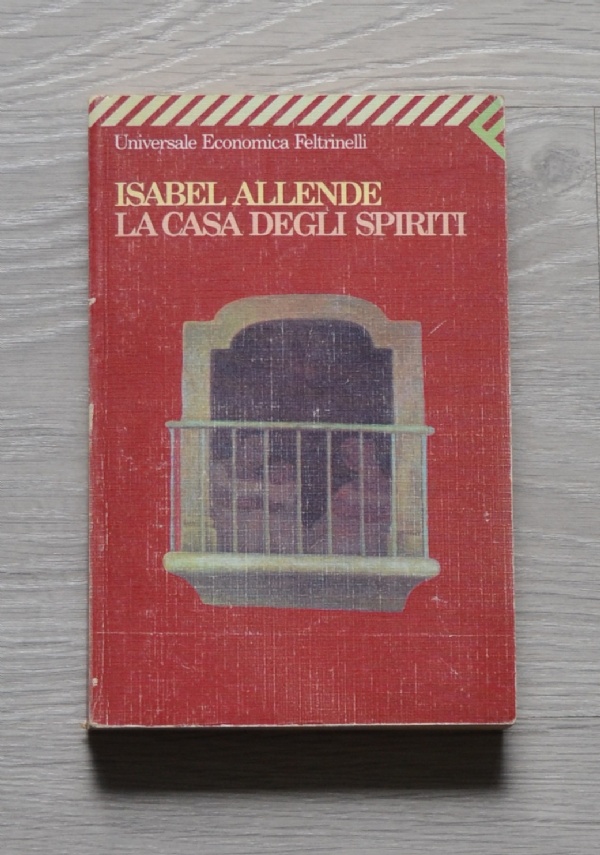 Universale Economica Feltrinelli
ISABEL ALLENDE
LA CASA DEGLI SPIRITI